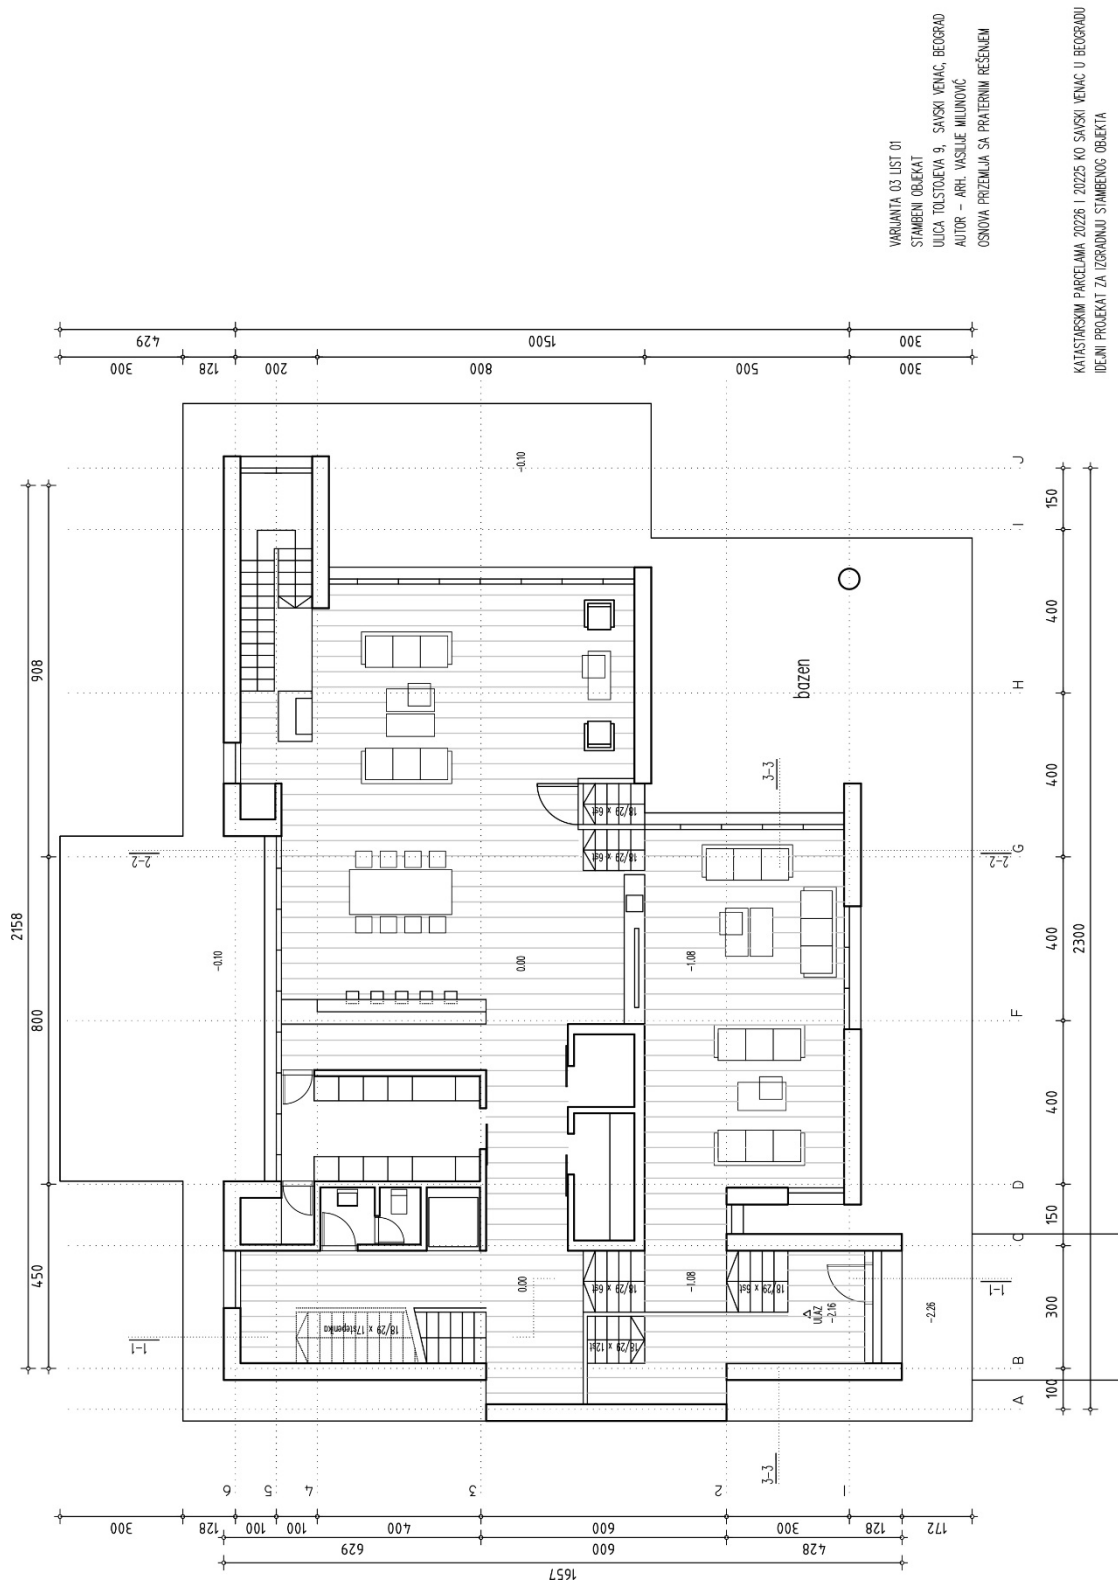 VARIJANTA 03 LIST 01
STAMBENI OBJEKAT
ULICA TOLSTOJEVA 9, SAVSKI VENAC, BEOGRAD
AUTOR - ARH. VASILIJE MILUNOVIĆ
OSNOVA PRIZEMLJA SA PRATERNIM REŠENJEM
KATASTARSKIM PARCELAMA 20226 I 20225 KO SAVSKI VENAC U BEOGRADU
IDEJNI PROJEKAT ZA IZGRADNJU STAMBENOG OBJEKTA
429
1500
300
300
128
200
800
500
300
2158
908
800
450
J
I
H
G
F
D
C
B
A
150
400
400
400
400
150
300
100
2300
-0.10
bazen
3-3
2-2
2-2
18/29 x 6st
18/29 x 6st
-0.10
0.00
-1.08
0.00
18/29 x 6st
-1.08
18/29 x 6st
18/29 x 17stepenika
18/29 x 12st
ULAZ
-2.16
-2.26
1-1
1-1
3-3
6
5
4
3
2
1
300
128
100
100
400
600
300
128
172
629
600
428
1657